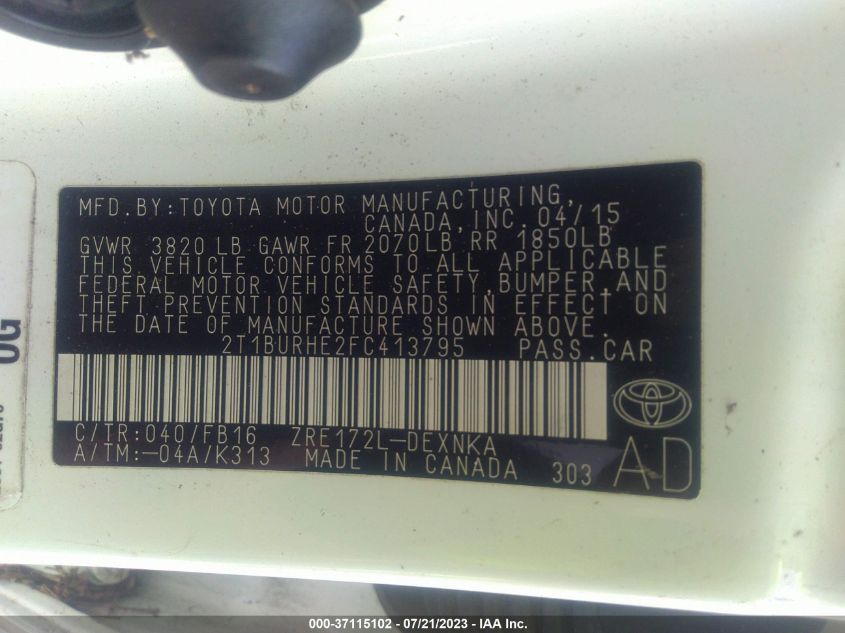 MFD.BY:TOYOTA MOTOR MANUFACTURING,
CANADA,INC. 04/15
GVWR 3820 LB GAWR FR 2070LB RR 1850LB
THIS VEHICLE CONFORMS TO ALL APPLICABLE
FEDERAL MOTOR VEHICLE SAFETY,BUMPER,AND
THEFT PREVENTION STANDARDS IN EFFECT ON
THE DATE OF MANUFACTURE SHOWN ABOVE.
2T1BURHE2FC413795 PASS.CAR
C/TR:040/FB16 ZRE172L-DEXNKA
A/TM:-04A/K313 MADE IN CANADA 303
AD
OG
000-37115102 - 07/21/2023 - IAA Inc.